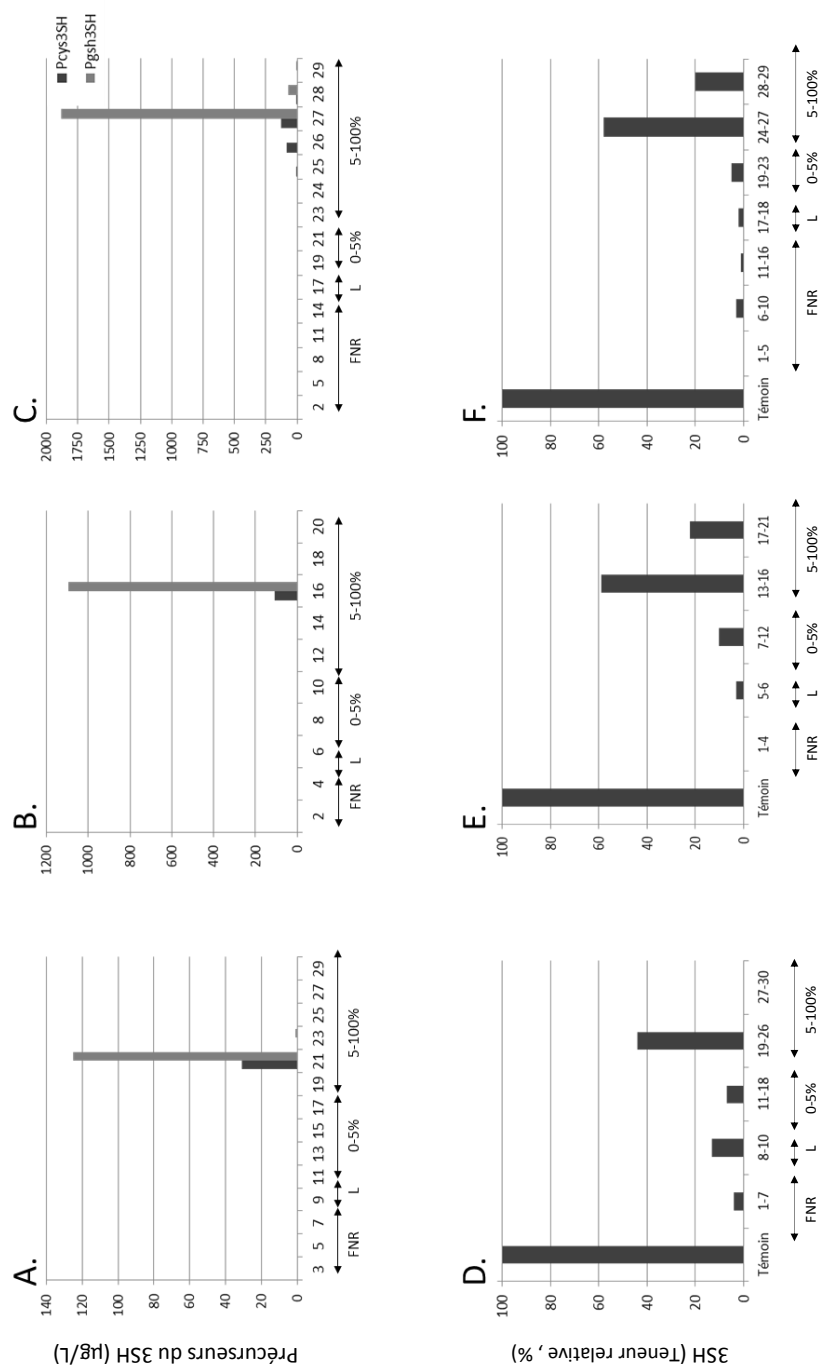 Précurseurs du 3SH (µg/L)
A.
140
120
100
80
60
40
20
0
3 5 7 9 11 13 15 17 19 21 23 25 27 29
FNR L 0-5% 5-100%
B.
1200
1000
800
600
400
200
0
2 4 6 8 10 12 14 16 18 20
FNR L 0-5% 5-100%
C.
Pcys3SH
Pgsh3SH
2000
1750
1500
1250
1000
750
500
250
0
2 5 8 11 14 17 19 21 23 24 25 26 27 28 29
FNR L 0-5% 5-100%
3SH (Teneur relative , %)
D.
100
80
60
40
20
0
Témoin 1-7 8-10 11-18 19-26 27-30
FNR L 0-5% 5-100%
E.
100
80
60
40
20
0
Témoin 1-4 5-6 7-12 13-16 17-21
FNR L 0-5% 5-100%
F.
100
80
60
40
20
0
Témoin 1-5 6-10 11-16 17-18 19-23 24-27 28-29
FNR L 0-5% 5-100%